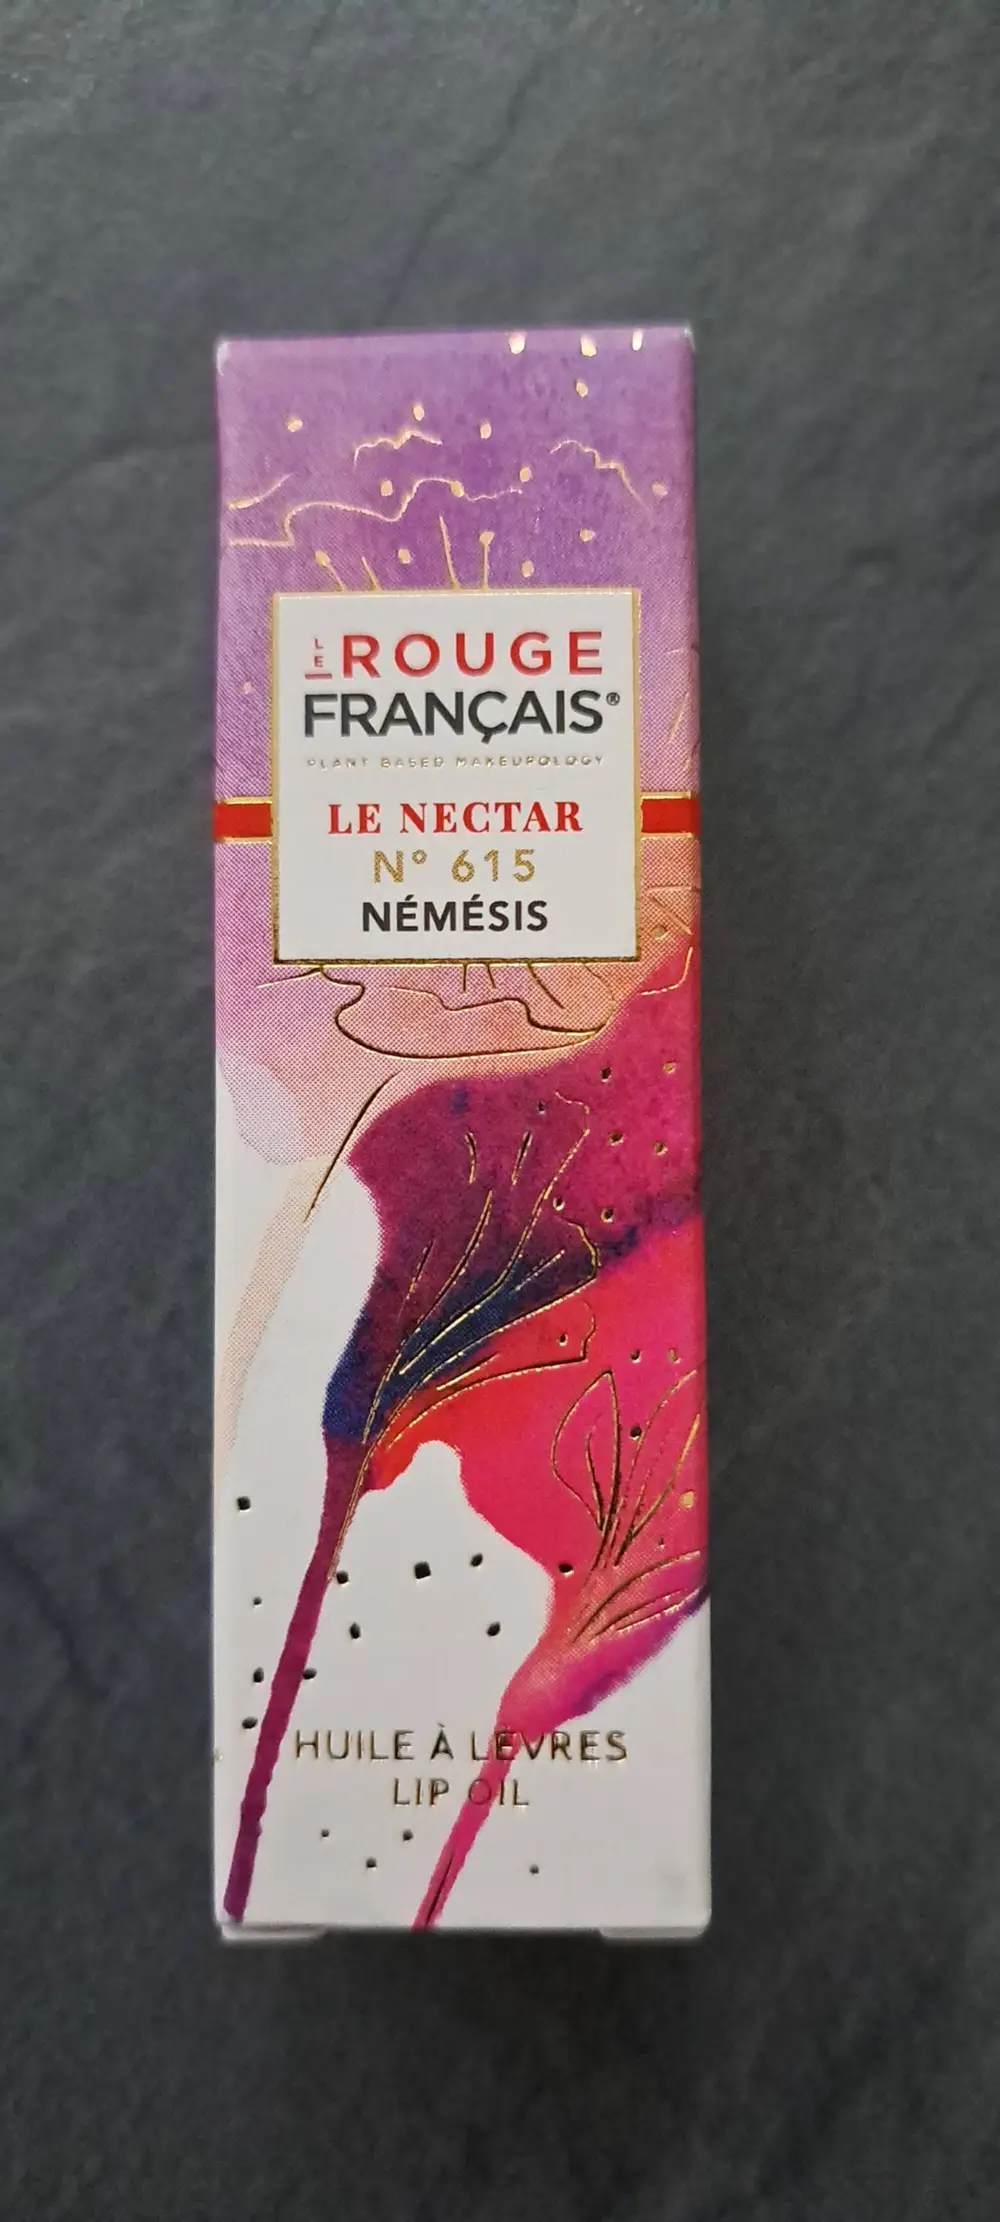 LE ROUGE
FRANÇAIS®
PLANT BASED MAKEUPOLOGY
LE NECTAR
N° 615
NÉMÉSIS
HUILE À LÈVRES
LIP OIL